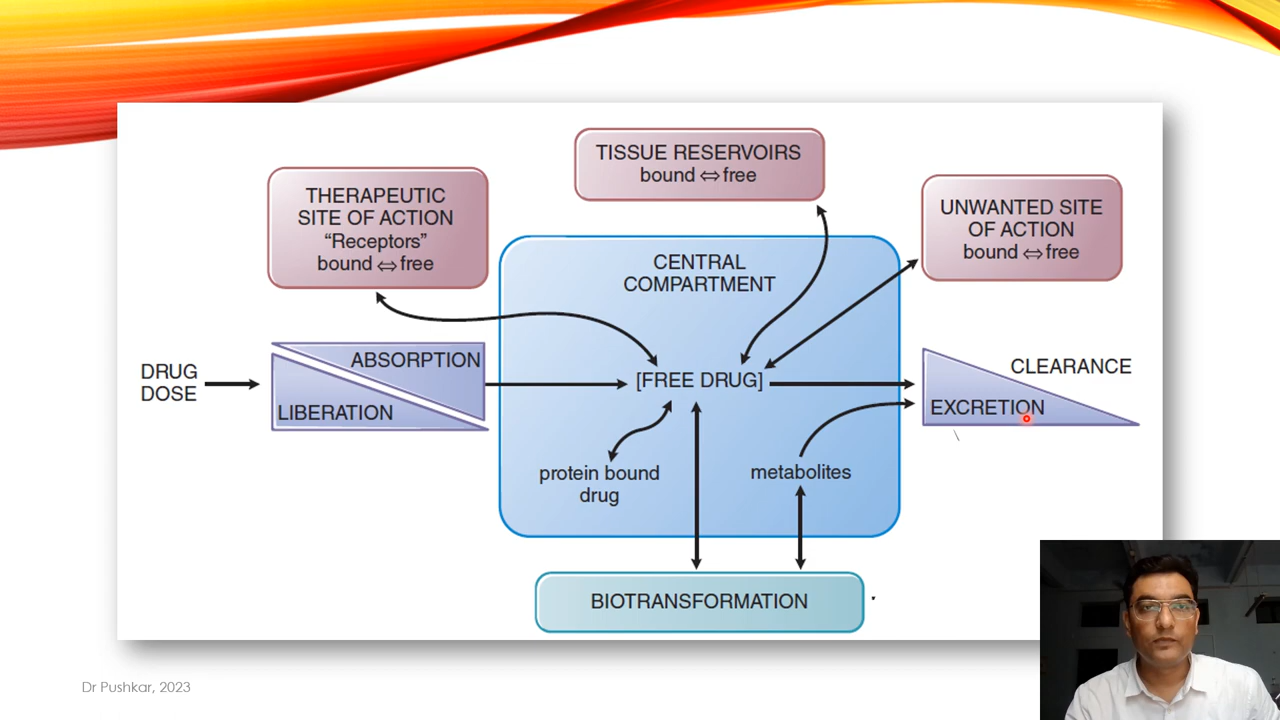 TISSUE RESERVOIRS
bound ⇔ free
THERAPEUTIC
SITE OF ACTION
“Receptors”
bound ⇔ free
UNWANTED SITE
OF ACTION
bound ⇔ free
CENTRAL
COMPARTMENT
DRUG
DOSE
ABSORPTION
LIBERATION
[FREE DRUG]
CLEARANCE
EXCRETION
protein bound
drug
metabolites
BIOTRANSFORMATION
Dr Pushkar, 2023